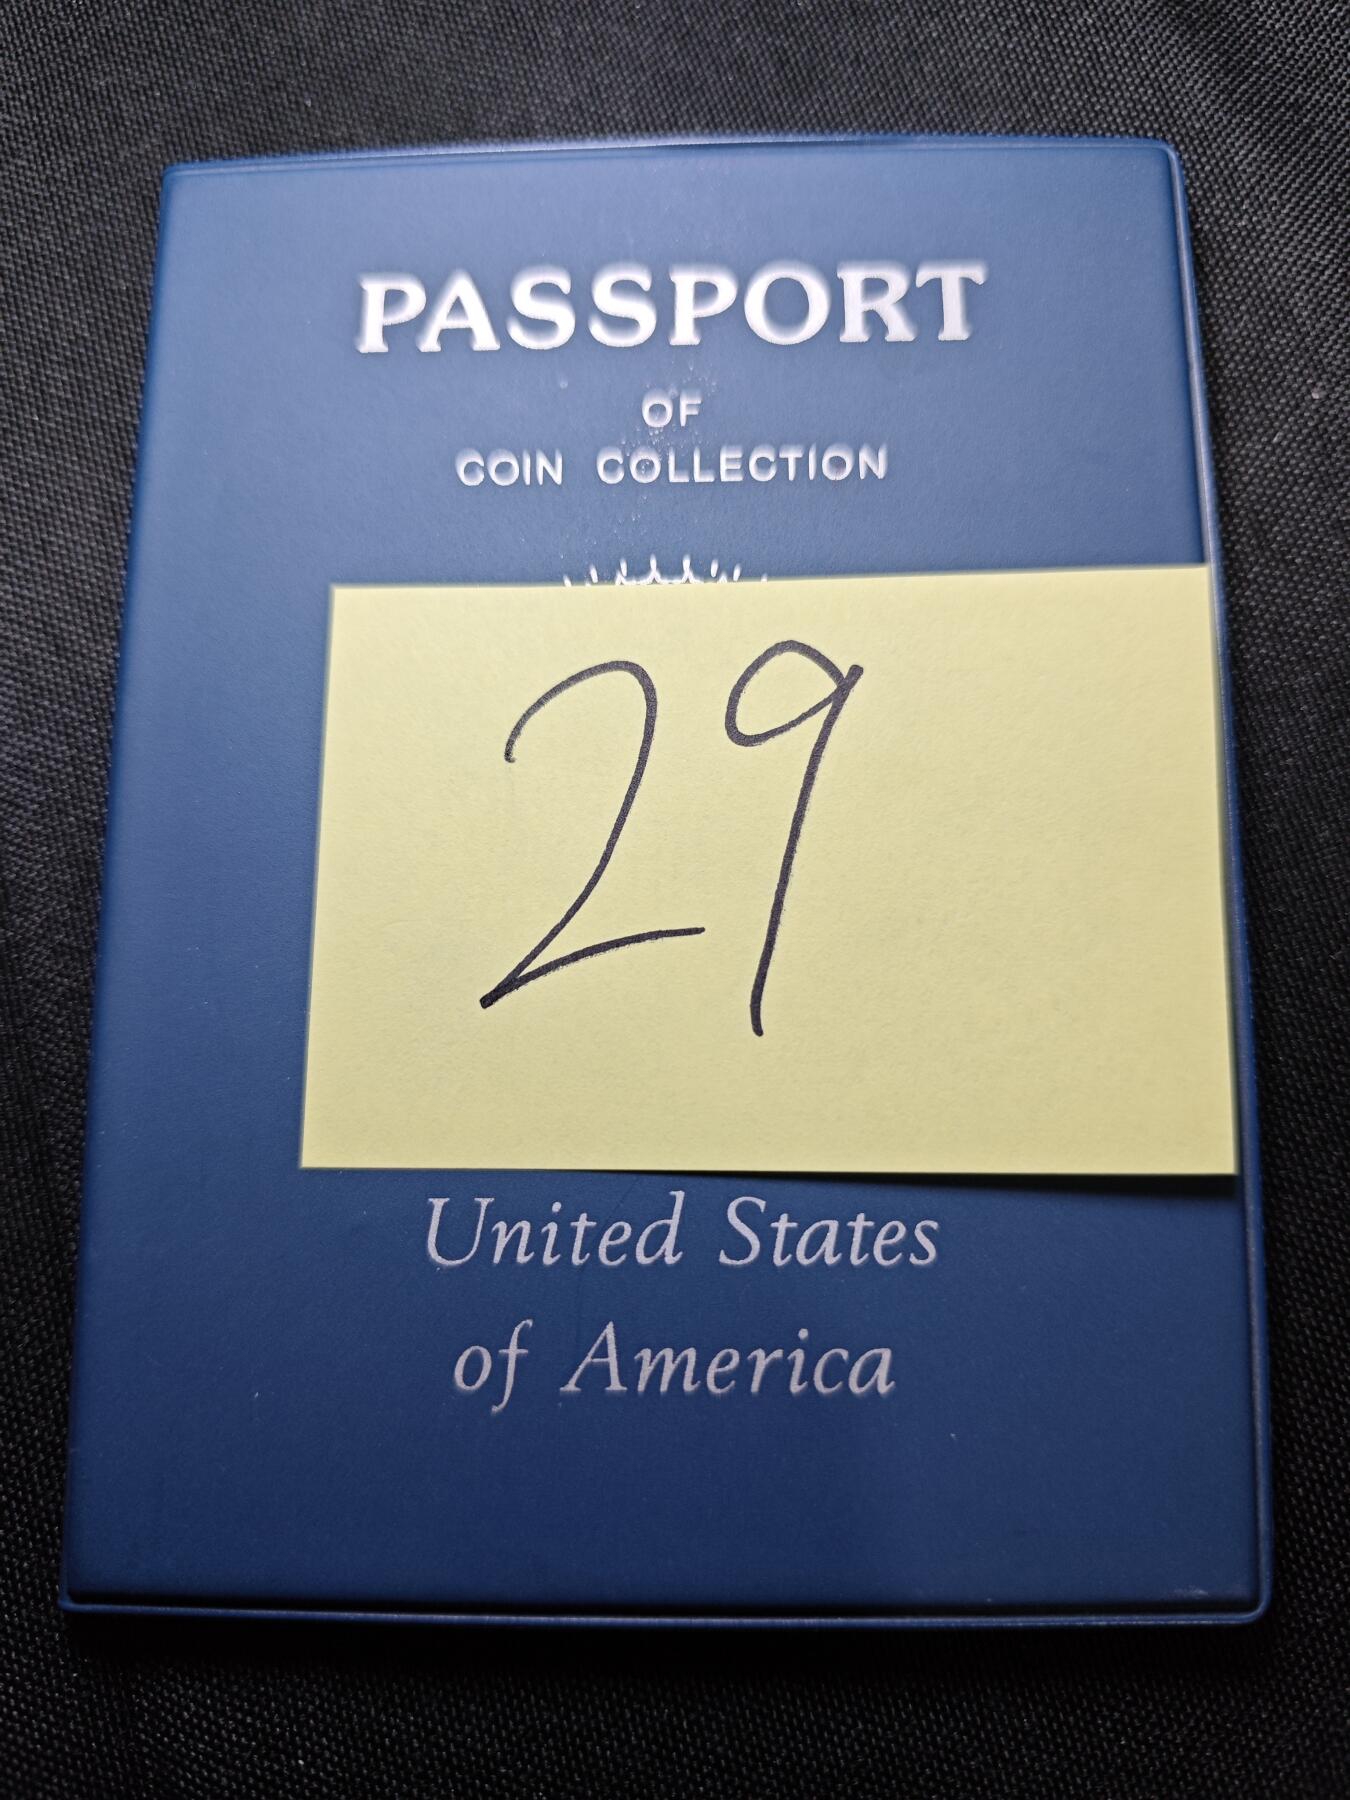 PASSPORT
OF
COIN COLLECTION
29
United States
of America